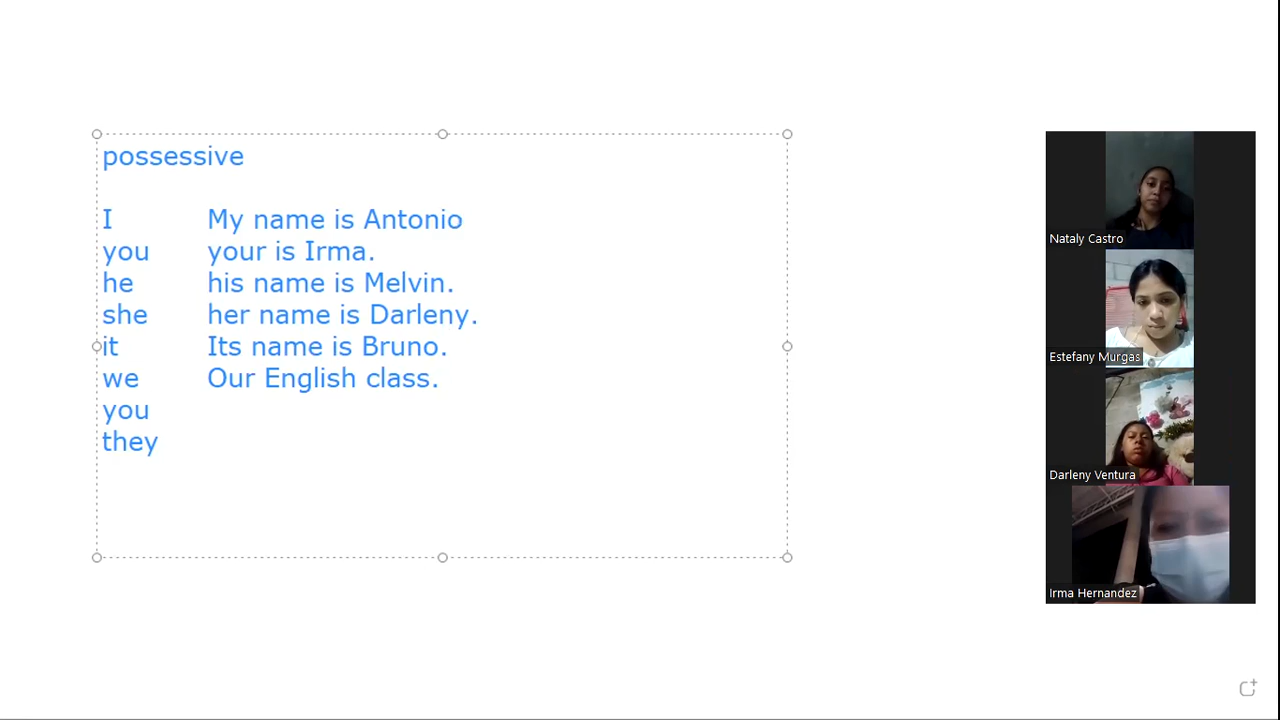 possessive
I My name is Antonio
you your is Irma.
he his name is Melvin.
she her name is Darleny.
it Its name is Bruno.
we Our English class.
you
they
Nataly Castro
Estefany Murgas
Darleny Ventura
Irma Hernandez